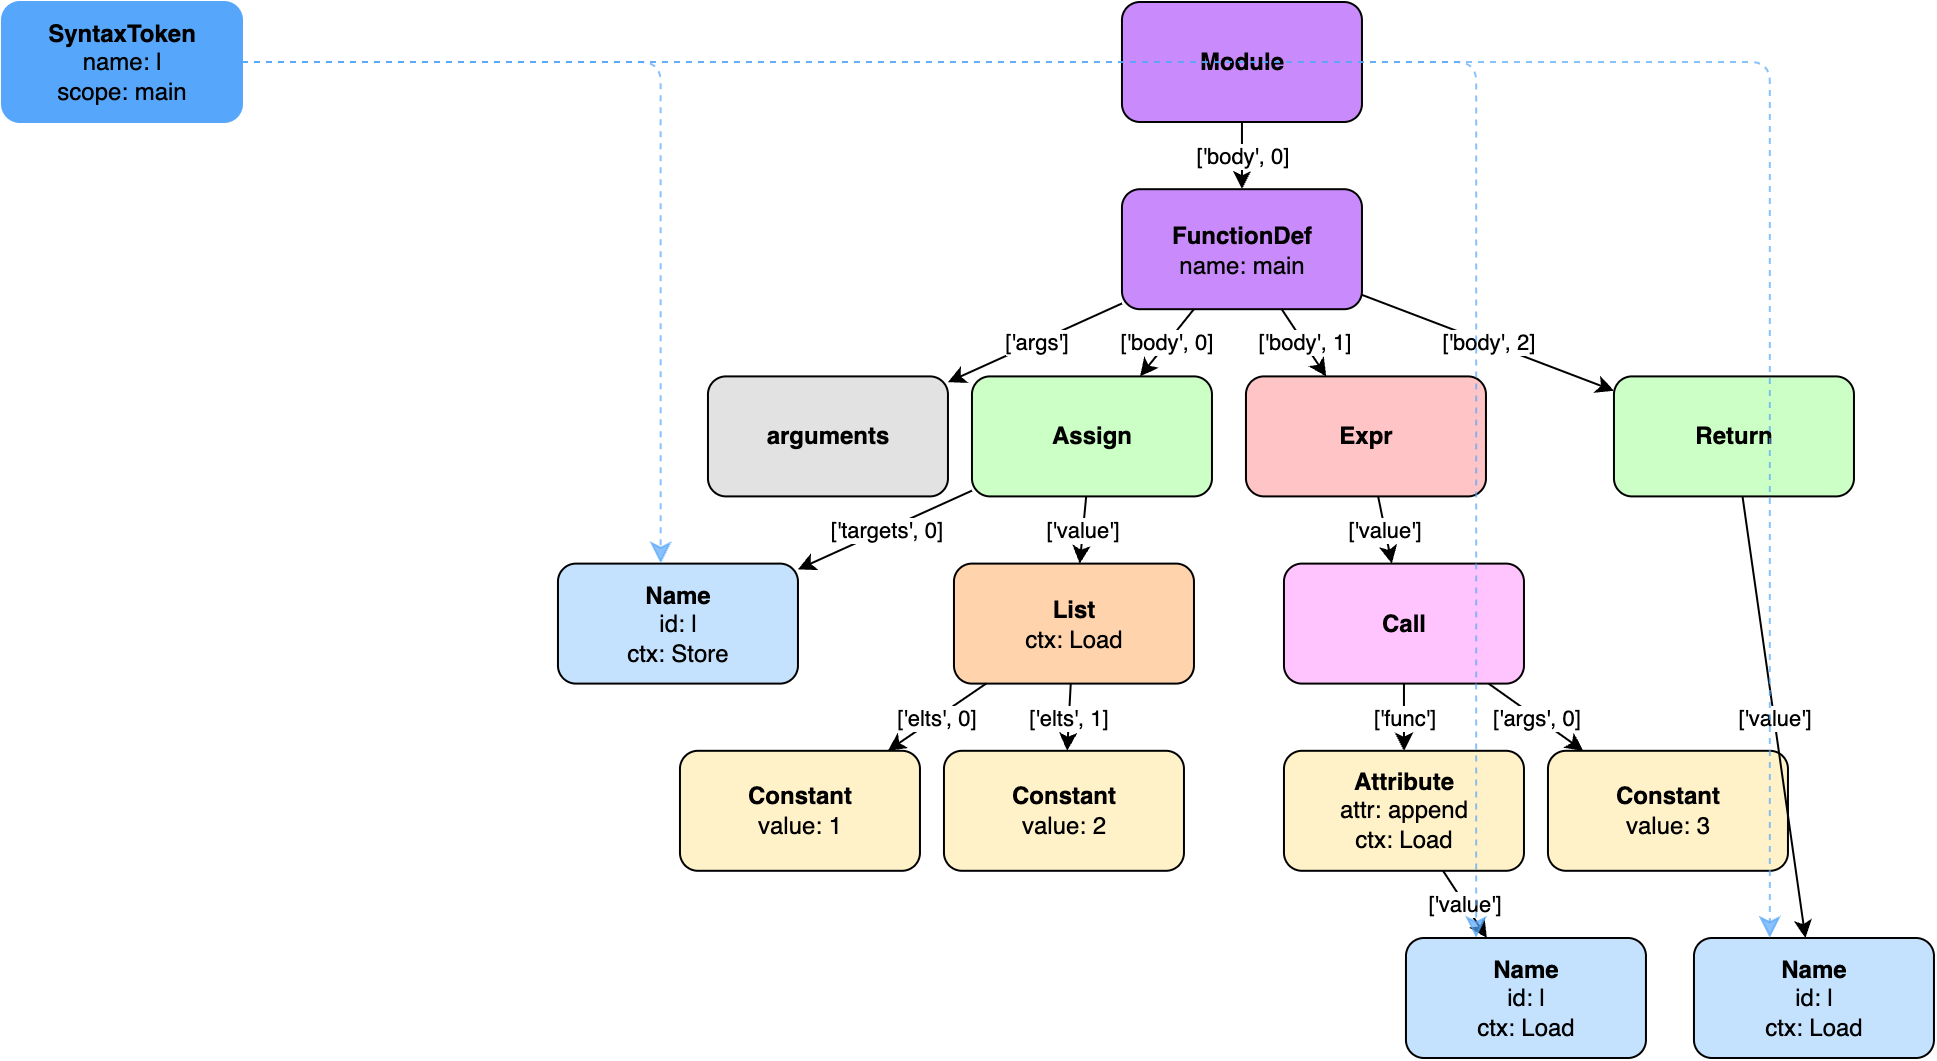 SyntaxToken
name: l
scope: main
Module
['body', 0]
FunctionDef
name: main
['args']
['body', 0]
['body', 1]
['body', 2]
arguments
Assign
Expr
Return
['targets', 0]
['value']
['value']
Name
id: l
ctx: Store
List
ctx: Load
Call
['elts', 0]
['elts', 1]
['func']
['args', 0]
['value']
Constant
value: 1
Constant
value: 2
Attribute
attr: append
ctx: Load
Constant
value: 3
['value']
Name
id: l
ctx: Load
Name
id: l
ctx: Load